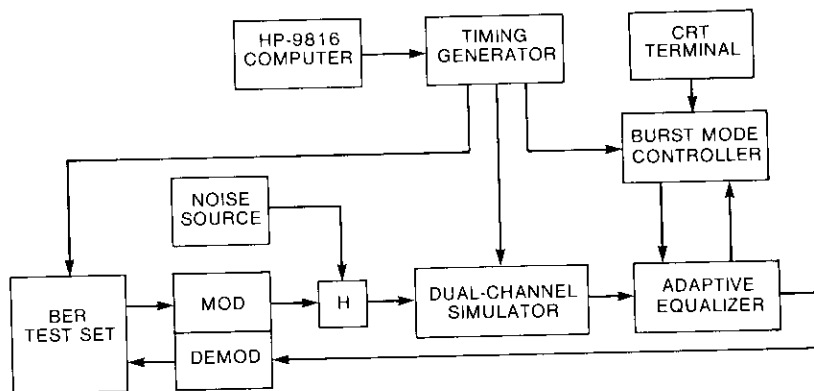 HP-9816
COMPUTER
TIMING
GENERATOR
CRT
TERMINAL
BURST MODE
CONTROLLER
NOISE
SOURCE
BER
TEST SET
MOD
DEMOD
H
DUAL-CHANNEL
SIMULATOR
ADAPTIVE
EQUALIZER